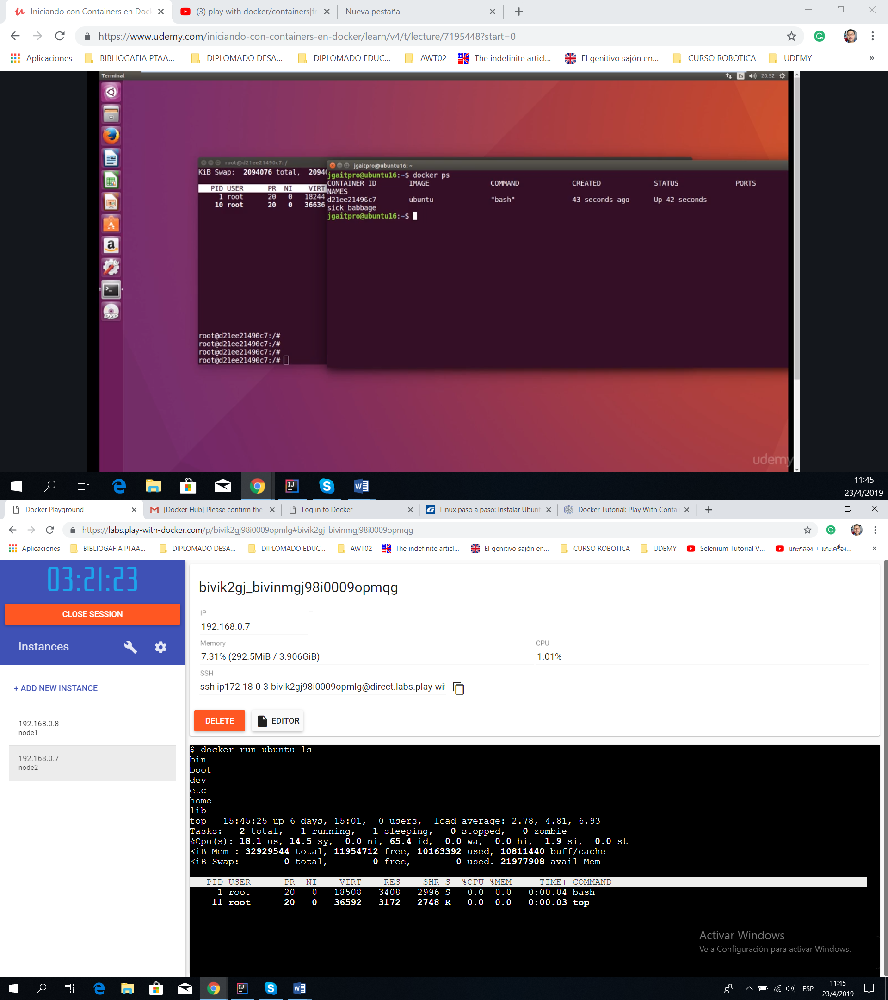 Iniciando con Containers en Doc
(3) play with docker/containers|fr
Nueva pestaña
https://www.udemy.com/iniciando-con-containers-en-docker/learn/v4/t/lecture/7195448?start=0
Aplicaciones BIBLIOGAFIA PTAA... DIPLOMADO DESA... DIPLOMADO EDUC... AWT02 The indefinite articl... El genitivo sajón en... CURSO ROBOTICA UDEMY »
Terminal Es 20:52
root@d21ee21490c7: /
KiB Swap: 2094076 total, 2094
PID USER PR NI VIRT
1 root 20 0 18244
10 root 20 0 36636
root@d21ee21490c7:/#
root@d21ee21490c7:/#
root@d21ee21490c7:/#
root@d21ee21490c7:/#
jgaitpro@ubuntu16: ~
jgaitpro@ubuntu16:~$ docker ps
CONTAINER ID IMAGE COMMAND CREATED STATUS PORTS
NAMES
d21ee21490c7 ubuntu "bash" 43 seconds ago Up 42 seconds
sick_babbage
jgaitpro@ubuntu16:~$
udemy
11:45
23/4/2019
Docker Playground
[Docker Hub] Please confirm the
Log in to Docker
Linux paso a paso: Instalar Ubunt
Docker Tutorial: Play With Contai
https://labs.play-with-docker.com/p/bivik2gj98i0009opmlg#bivik2gj_bivinmgj98i0009opmqg
Aplicaciones BIBLIOGAFIA PTAA... DIPLOMADO DESA... DIPLOMADO EDUC... AWT02 The indefinite articl... El genitivo sajón en... CURSO ROBOTICA UDEMY Selenium Tutorial V... แกะกล่อง + แกะเครื่อง... »
03:21:23
CLOSE SESSION
Instances
+ ADD NEW INSTANCE
192.168.0.8
node1
192.168.0.7
node2
bivik2gj_bivinmgj98i0009opmqg
IP
192.168.0.7
Memory
7.31% (292.5MiB / 3.906GiB)
CPU
1.01%
SSH
ssh ip172-18-0-3-bivik2gj98i0009opmlg@direct.labs.play-wi
DELETE
EDITOR
$ docker run ubuntu ls
bin
boot
dev
etc
home
lib
top - 15:45:25 up 6 days, 15:01,  0 users,  load average: 2.78, 4.81, 6.93
Tasks:   2 total,   1 running,   1 sleeping,   0 stopped,   0 zombie
%Cpu(s): 18.1 us, 14.5 sy,  0.0 ni, 65.4 id,  0.0 wa,  0.0 hi,  1.9 si,  0.0 st
KiB Mem : 32929544 total, 11954712 free, 10163392 used, 10811440 buff/cache
KiB Swap:        0 total,        0 free,        0 used. 21977908 avail Mem
PID USER PR NI VIRT RES SHR S %CPU %MEM TIME+ COMMAND
1 root 20 0 18508 3408 2996 S 0.0 0.0 0:00.04 bash
11 root 20 0 36592 3172 2748 R 0.0 0.0 0:00.03 top
Activar Windows
Ve a Configuración para activar Windows.
ESP
11:45
23/4/2019